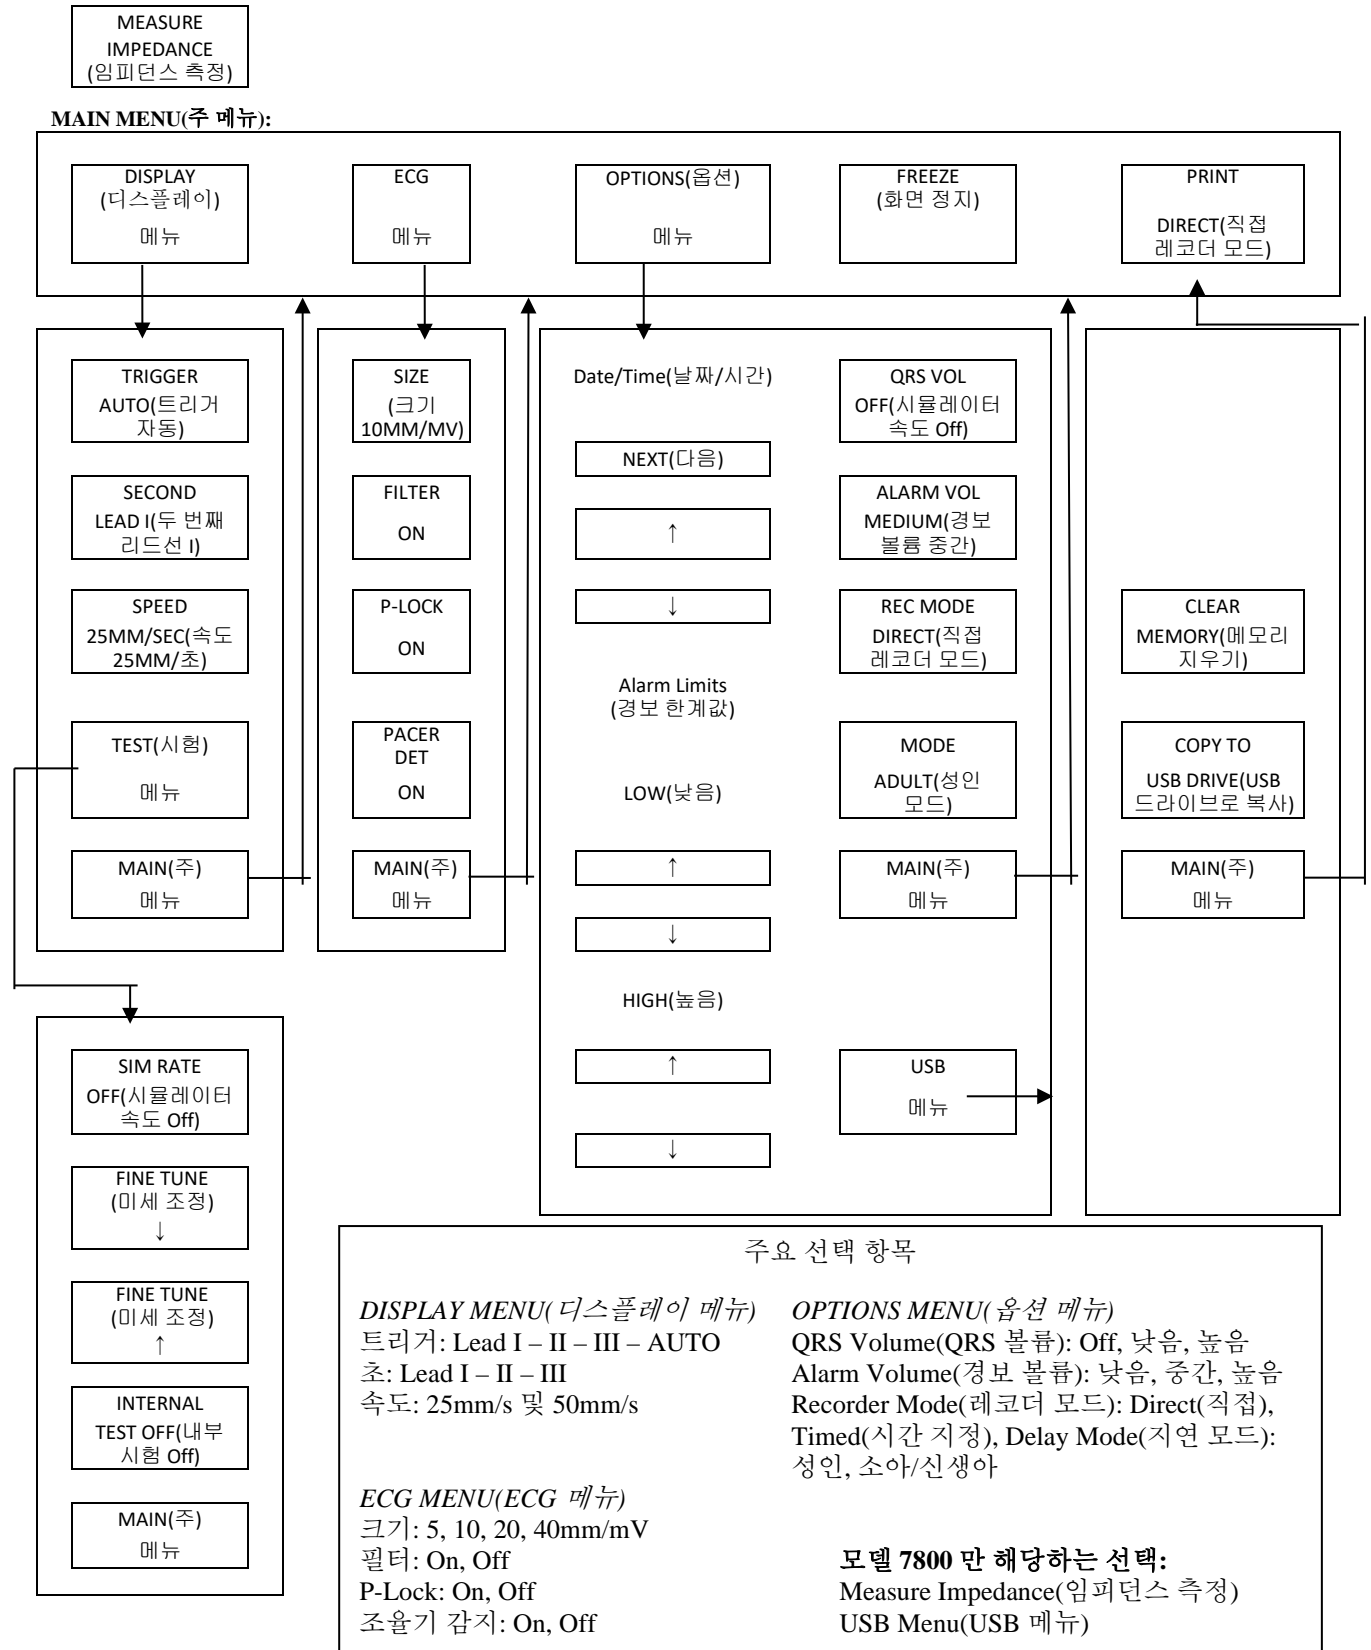 MEASURE
IMPEDANCE
(임피던스 측정)
MAIN MENU(주 메뉴):
DISPLAY
(디스플레이)
메뉴
ECG
메뉴
OPTIONS(옵션)
메뉴
FREEZE
(화면 정지)
PRINT
DIRECT(직접
레코더 모드)
TRIGGER
AUTO(트리거
자동)
SECOND
LEAD I(두 번째
리드선 I)
SPEED
25MM/SEC(속도
25MM/초)
TEST(시험)
메뉴
MAIN(주)
메뉴
SIZE
(크기
10MM/MV)
FILTER
ON
P-LOCK
ON
PACER
DET
ON
MAIN(주)
메뉴
Date/Time(날짜/시간)
NEXT(다음)
↑
↓
Alarm Limits
(경보 한계값)
LOW(낮음)
↑
↓
HIGH(높음)
↑
↓
QRS VOL
OFF(시뮬레이터
속도 Off)
ALARM VOL
MEDIUM(경보
볼륨 중간)
REC MODE
DIRECT(직접
레코더 모드)
MODE
ADULT(성인
모드)
MAIN(주)
메뉴
USB
메뉴
CLEAR
MEMORY(메모리
지우기)
COPY TO
USB DRIVE(USB
드라이브로 복사)
MAIN(주)
메뉴
SIM RATE
OFF(시뮬레이터
속도 Off)
FINE TUNE
(미세 조정)
↓
FINE TUNE
(미세 조정)
↑
INTERNAL
TEST OFF(내부
시험 Off)
MAIN(주)
메뉴
주요 선택 항목
DISPLAY MENU(디스플레이 메뉴)
트리거: Lead I – II – III – AUTO
초: Lead I – II – III
속도: 25mm/s 및 50mm/s
ECG MENU(ECG 메뉴)
크기: 5, 10, 20, 40mm/mV
필터: On, Off
P-Lock: On, Off
조율기 감지: On, Off
OPTIONS MENU(옵션 메뉴)
QRS Volume(QRS 볼륨): Off, 낮음, 높음
Alarm Volume(경보 볼륨): 낮음, 중간, 높음
Recorder Mode(레코더 모드): Direct(직접),
Timed(시간 지정), Delay Mode(지연 모드):
성인, 소아/신생아
모델 7800 만 해당하는 선택:
Measure Impedance(임피던스 측정)
USB Menu(USB 메뉴)